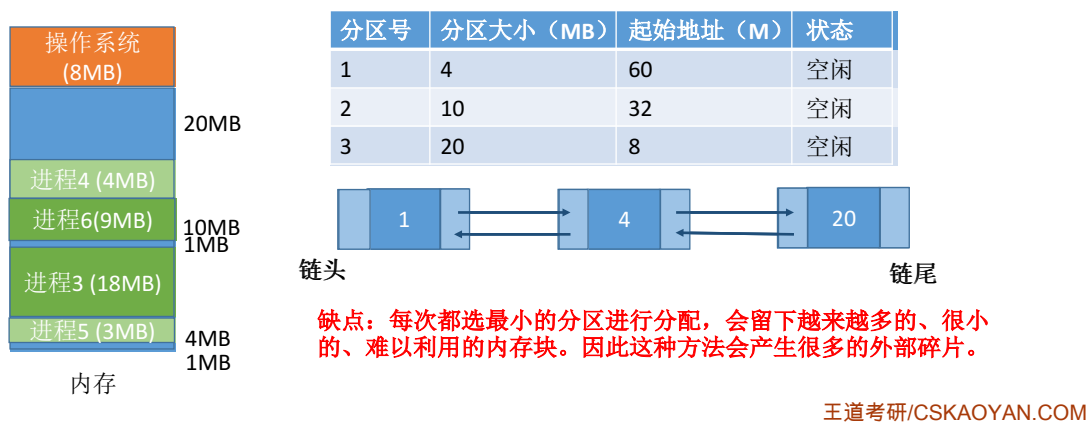 操作系统
(8MB)
20MB
进程4 (4MB)
进程6(9MB)
10MB
1MB
进程3 (18MB)
进程5 (3MB)
4MB
1MB
内存
分区号 分区大小（MB） 起始地址（M） 状态
1 4 60 空闲
2 10 32 空闲
3 20 8 空闲
1 4 20
链头 链尾
缺点：每次都选最小的分区进行分配，会留下越来越多的、很小
的、难以利用的内存块。因此这种方法会产生很多的外部碎片。
王道考研/CSKAOYAN.COM